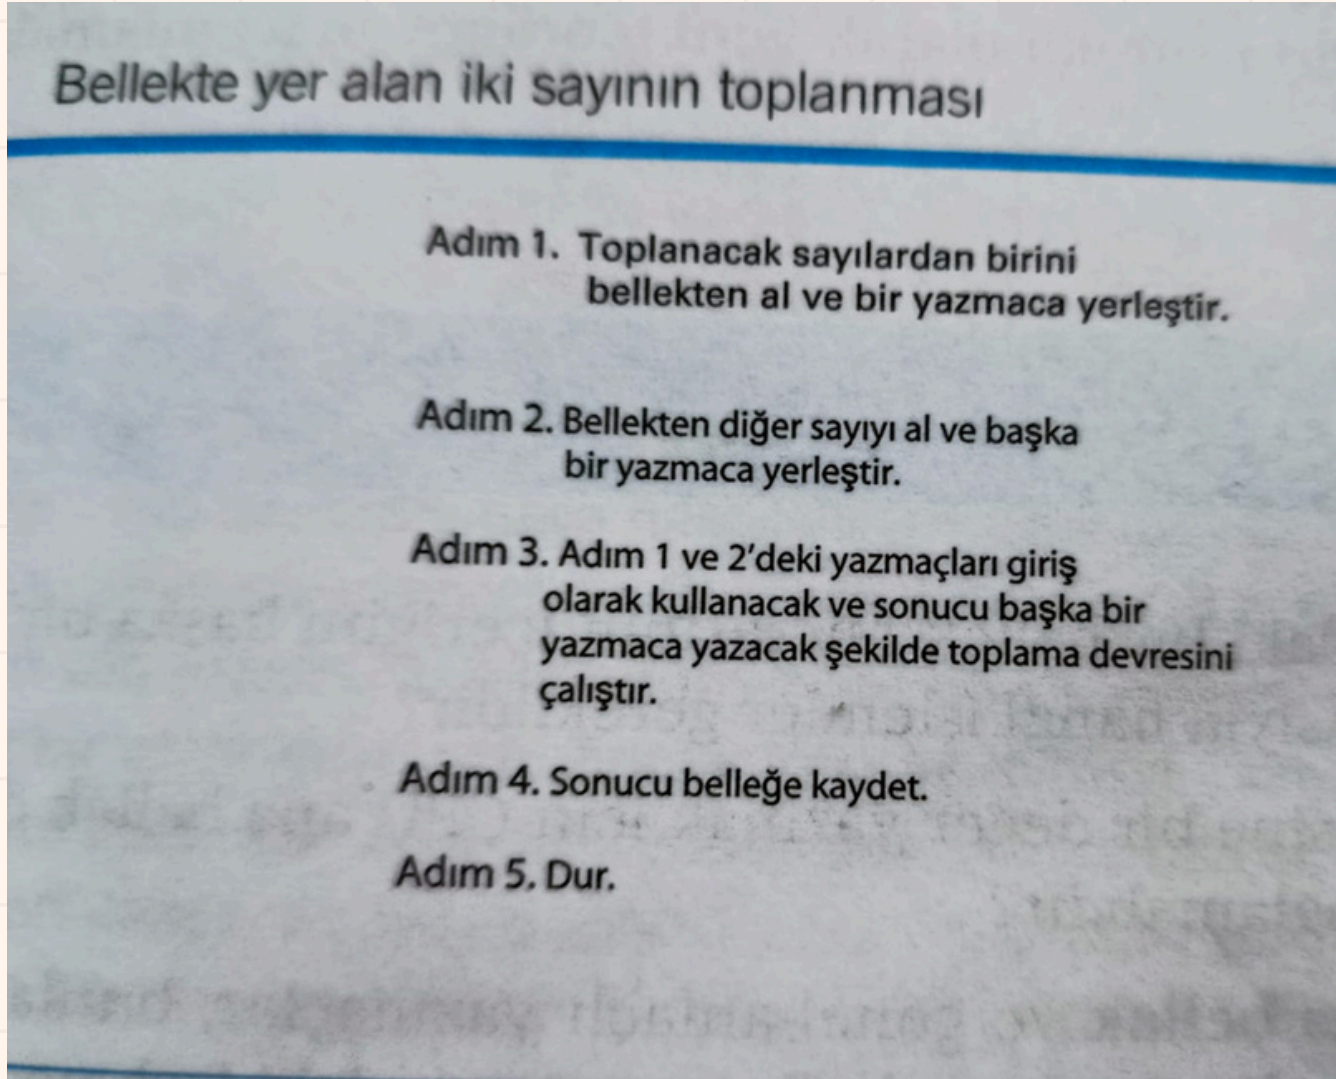 Bellekte yer alan iki sayının toplanması
Adım 1. Toplanacak sayılardan birini
bellekten al ve bir yazmaca yerleştir.
Adım 2. Bellekten diğer sayıyı al ve başka
bir yazmaca yerleştir.
Adım 3. Adım 1 ve 2'deki yazmaçları giriş
olarak kullanacak ve sonucu başka bir
yazmaca yazacak şekilde toplama devresini
çalıştır.
Adım 4. Sonucu belleğe kaydet.
Adım 5. Dur.